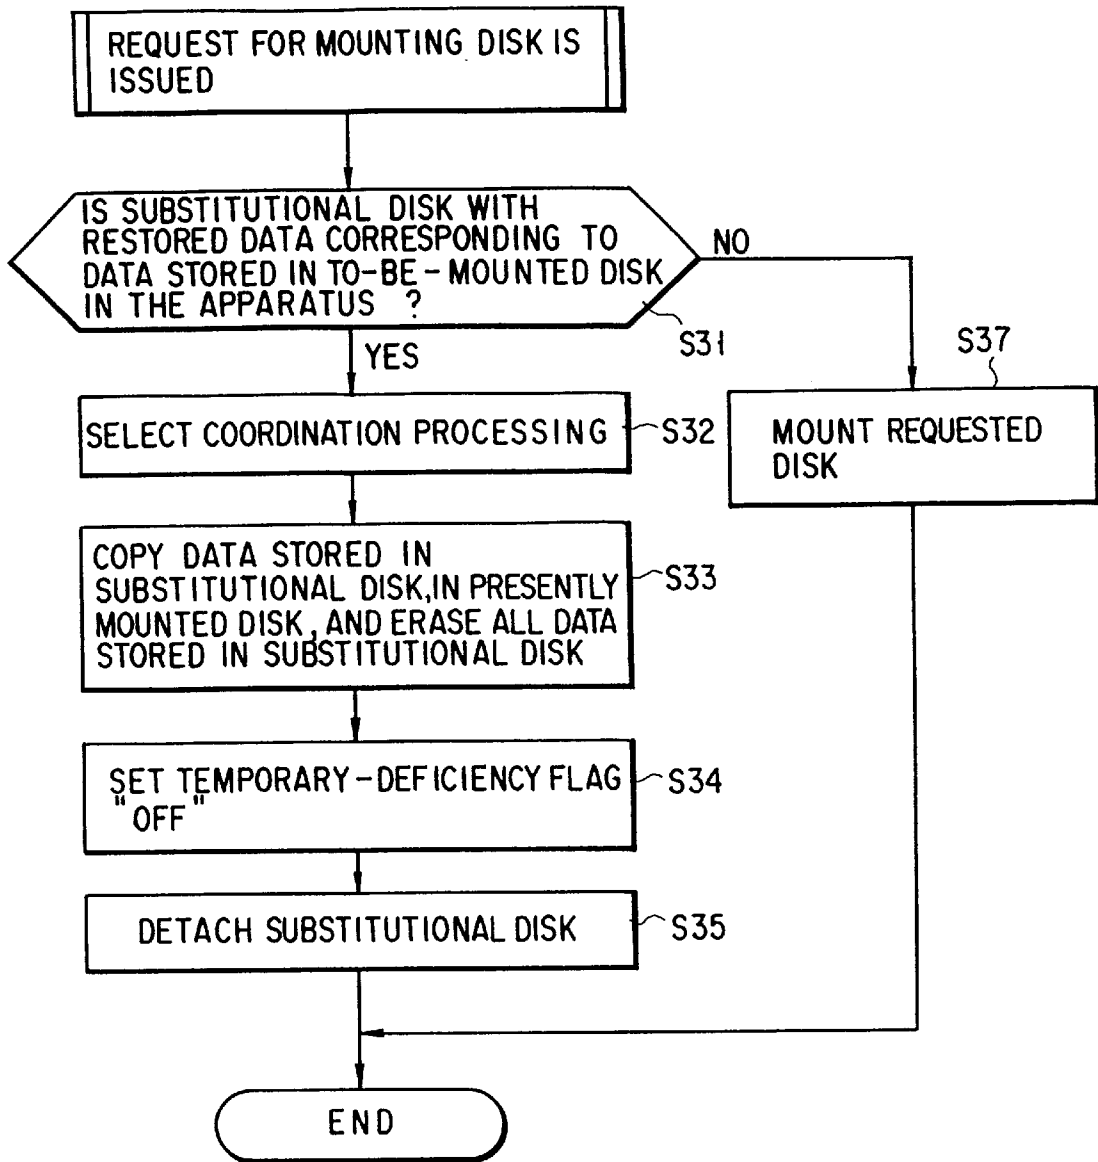 REQUEST FOR MOUNTING DISK IS
ISSUED
IS SUBSTITUTIONAL DISK WITH
RESTORED DATA CORRESPONDING TO
DATA STORED IN TO-BE-MOUNTED DISK
IN THE APPARATUS ?
NO
S31
YES
S37
SELECT COORDINATION PROCESSING
S32
MOUNT REQUESTED
DISK
COPY DATA STORED IN
SUBSTITUTIONAL DISK, IN PRESENTLY
MOUNTED DISK, AND ERASE ALL DATA
STORED IN SUBSTITUTIONAL DISK
S33
SET TEMPORARY-DEFICIENCY FLAG
"OFF"
S34
DETACH SUBSTITUTIONAL DISK
S35
END